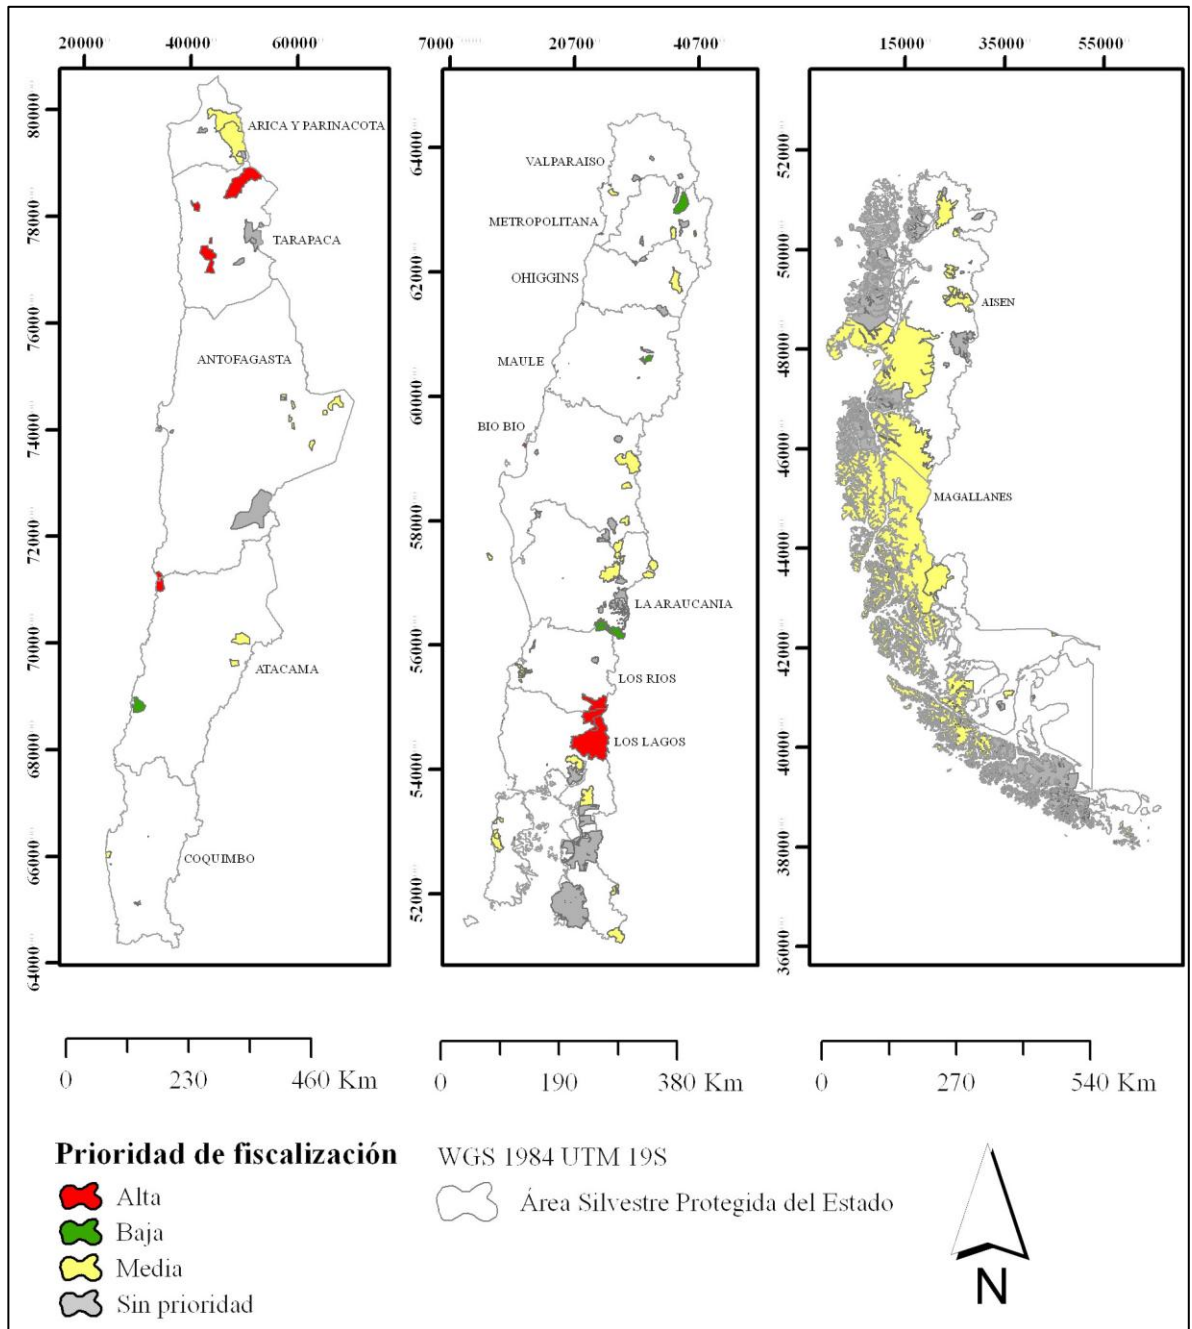 20000 40000 60000
7000 20700 40700
15000 35000 55000
80000
78000
76000
74000
72000
70000
68000
66000
64000
ARICA Y PARINACOTA
TARAPACA
ANTOFAGASTA
ATACAMA
COQUIMBO
64000
62000
60000
58000
56000
54000
52000
VALPARAISO
METROPOLITANA
OHIGGINS
MAULE
BIO BIO
LA ARAUCANIA
LOS RIOS
LOS LAGOS
52000
50000
48000
46000
44000
42000
40000
38000
36000
AISEN
MAGALLANES
0 230 460 Km
0 190 380 Km
0 270 540 Km
Prioridad de fiscalización
Alta
Baja
Media
Sin prioridad
WGS 1984 UTM 19S
Área Silvestre Protegida del Estado
N